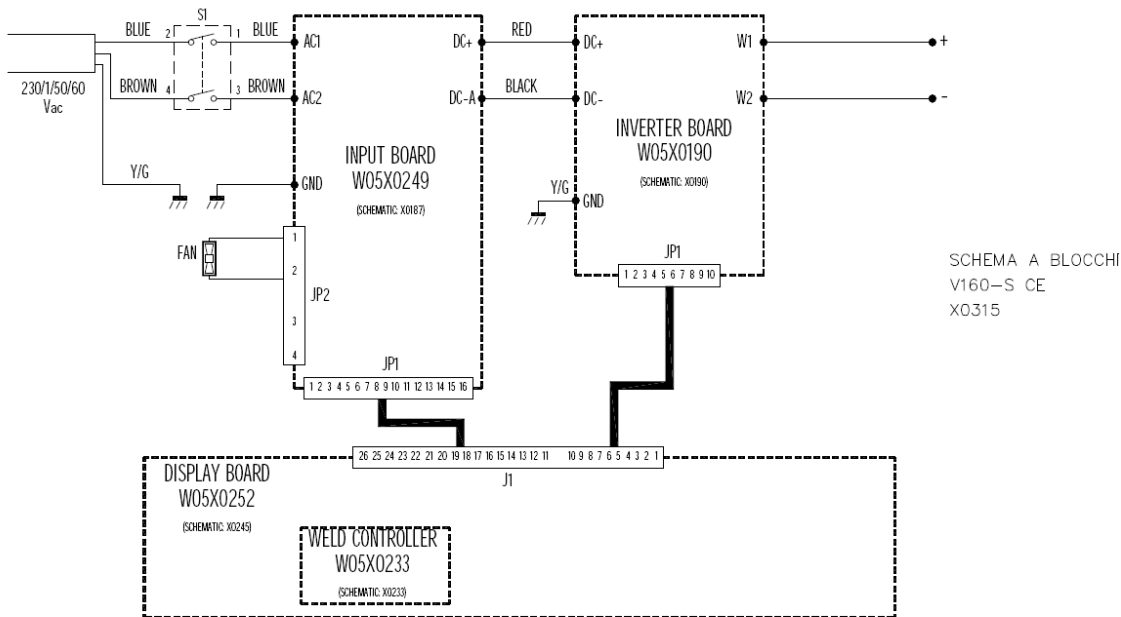 S1
BLUE 2 1 BLUE AC1 DC+ RED DC+ W1 +
230/1/50/60
Vac
BROWN 4 3 BROWN AC2 DC-A BLACK DC- W2 -
INPUT BOARD
W05X0249
(SCHEMATIC: X0187)
INVERTER BOARD
W05X0190
(SCHEMATIC: X0190)
Y/G GND
Y/G GND
FAN
1
2
3
4
JP2
JP1
1 2 3 4 5 6 7 8 9 10 11 12 13 14 15 16
JP1
1 2 3 4 5 6 7 8 9 10
SCHEMA A BLOCCHI
V160-S CE
X0315
26 25 24 23 22 21 20 19 18 17 16 15 14 13 12 11 10 9 8 7 6 5 4 3 2 1
J1
DISPLAY BOARD
W05X0252
(SCHEMATIC: X0245)
WELD CONTROLLER
W05X0233
(SCHEMATIC: X0233)